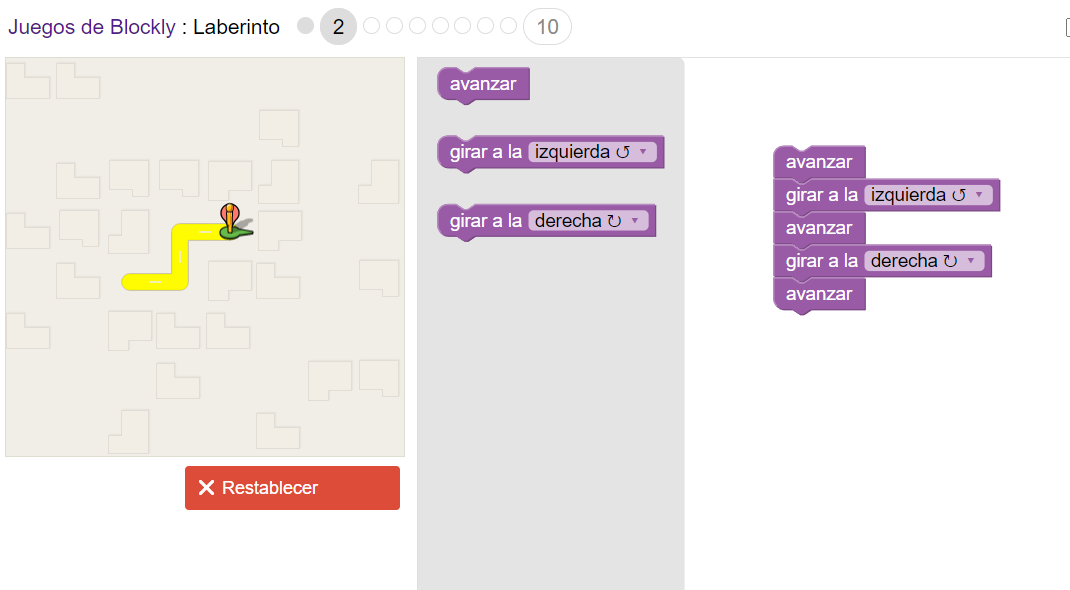 Juegos de Blockly : Laberinto 2 10
avanzar
girar a la izquierda ↺ ▾
girar a la derecha ↻ ▾
avanzar
girar a la izquierda ↺ ▾
avanzar
girar a la derecha ↻ ▾
avanzar
Restablecer